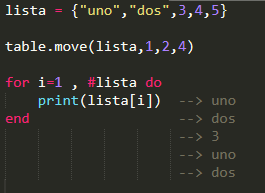 lista = {"uno","dos",3,4,5}
table.move(lista,1,2,4)
for i=1 , #lista do
print(lista[i]) --> uno
end --> dos
--> 3
--> uno
--> dos